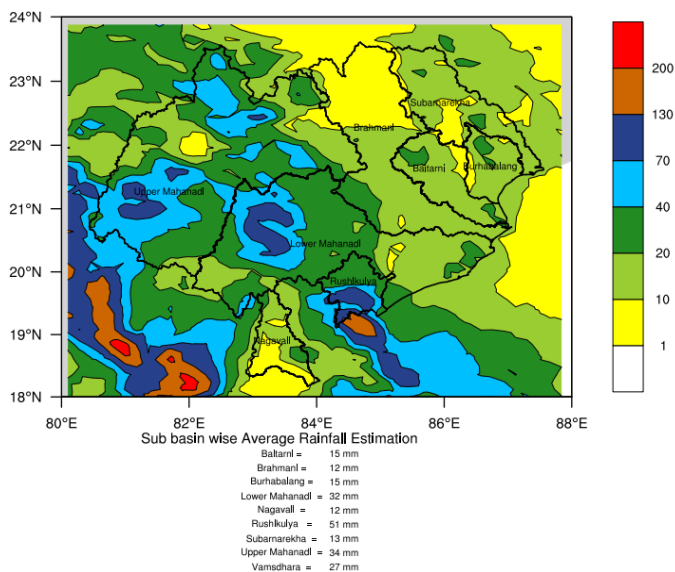 24°N
23°N
22°N
21°N
20°N
19°N
18°N
80°E 82°E 84°E 86°E 88°E
Subarnarekha
Brahmani
Baitarni
Burhabalang
Upper Mahanadi
Lower Mahanadi
Rushikulya
Nagavali
200
130
70
40
20
10
1
Sub basin wise Average Rainfall Estimation
Baitarni = 15 mm
Brahmani = 12 mm
Burhabalang = 15 mm
Lower Mahanadi = 32 mm
Nagavali = 12 mm
Rushikulya = 51 mm
Subarnarekha = 13 mm
Upper Mahanadi = 34 mm
Vamsdhara = 27 mm